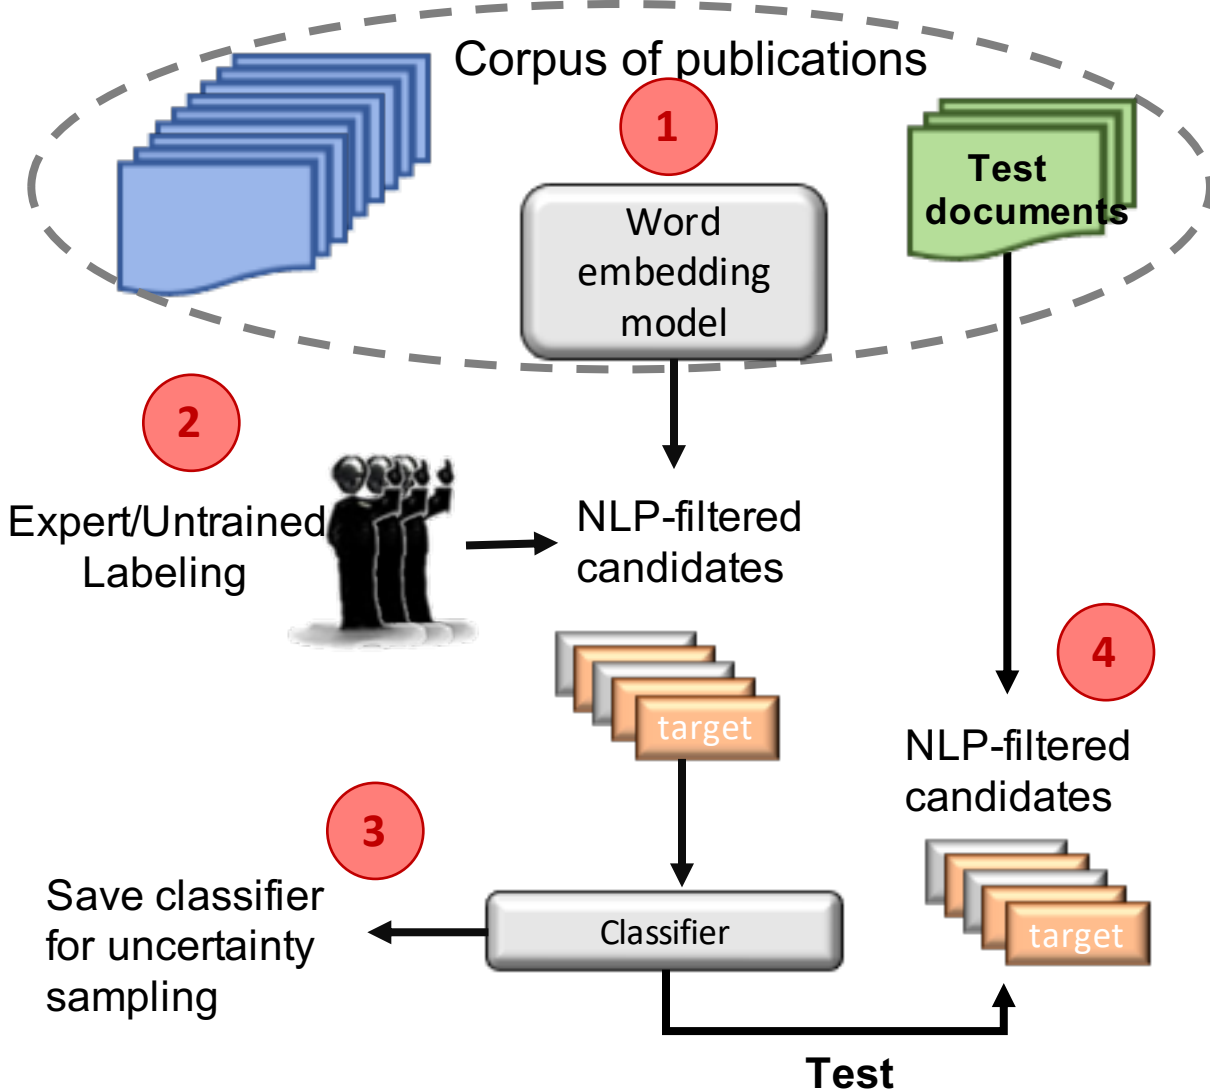 Corpus of publications
1
Test
documents
Word
embedding
model
2
Expert/Untrained
Labeling
NLP-filtered
candidates
target
4
NLP-filtered
candidates
target
3
Save classifier
for uncertainty
sampling
Classifier
Test